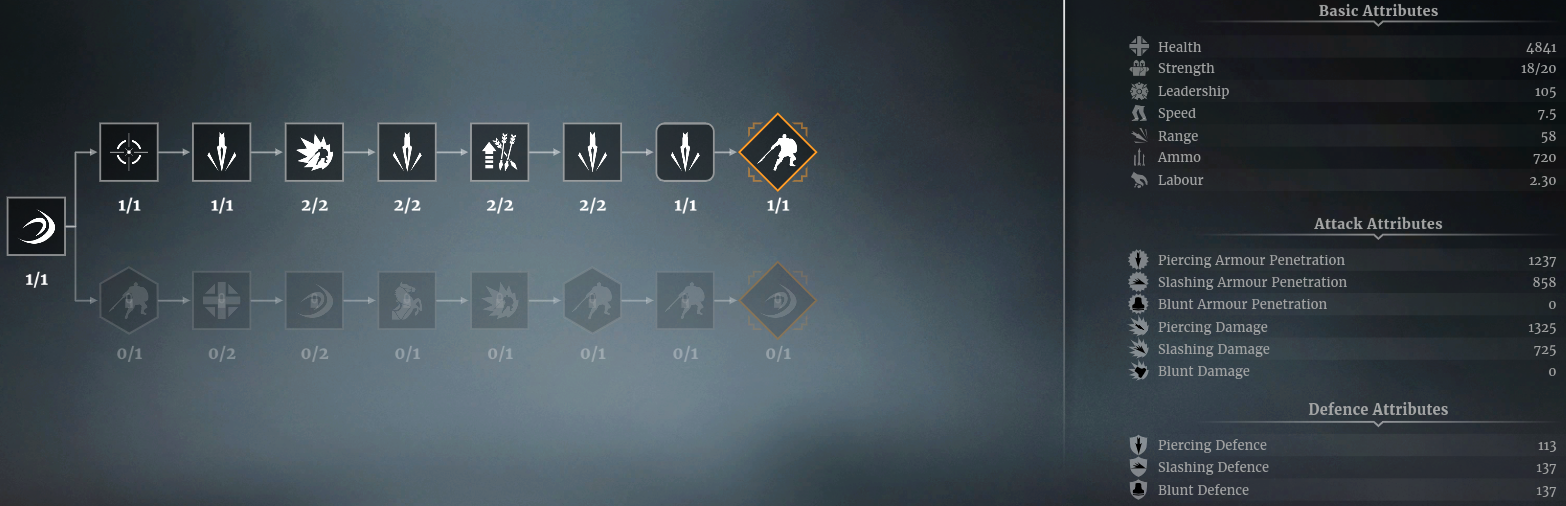 1/1 1/1 2/2 2/2 2/2 2/2 1/1 1/1
1/1
0/1 0/2 0/2 0/1 0/1 0/1 0/1 0/1
Basic Attributes
Health 4841
Strength 18/20
Leadership 105
Speed 7.5
Range 58
Ammo 720
Labour 2.30
Attack Attributes
Piercing Armour Penetration 1237
Slashing Armour Penetration 858
Blunt Armour Penetration 0
Piercing Damage 1325
Slashing Damage 725
Blunt Damage 0
Defence Attributes
Piercing Defence 113
Slashing Defence 137
Blunt Defence 137